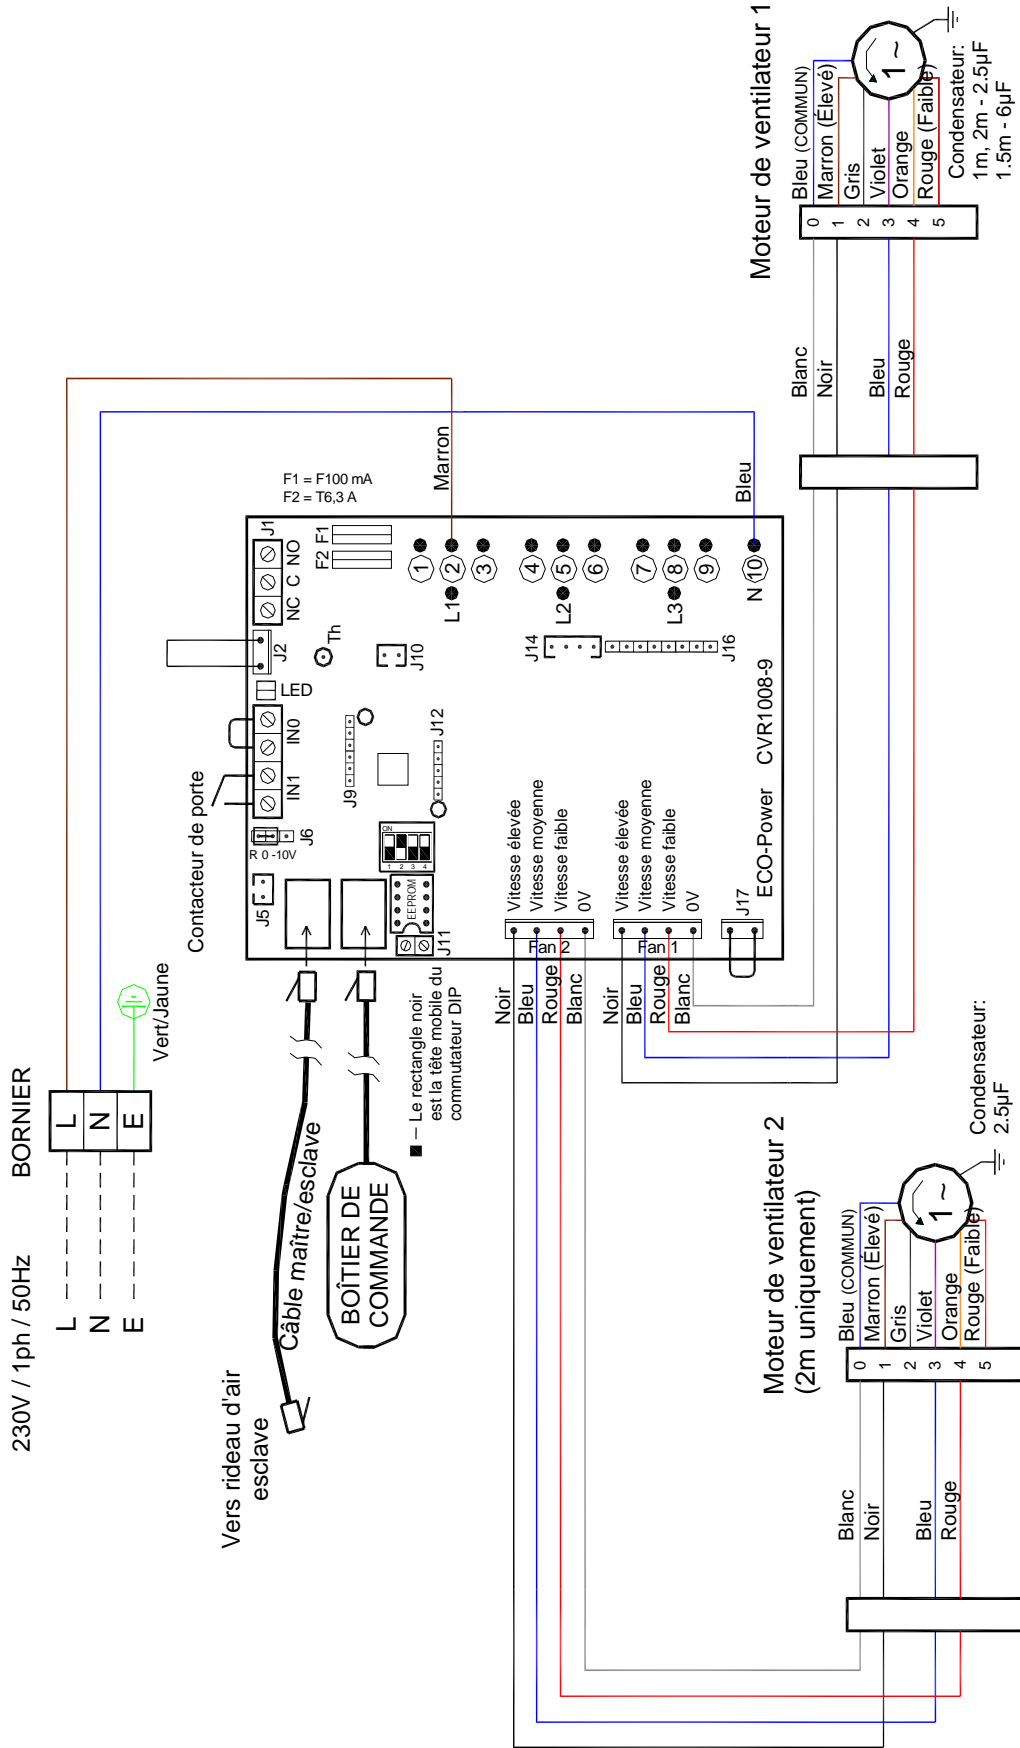 230V / 1ph / 50Hz
BORNIER
L
N
E
L
N
E
Vert/Jaune
Vers rideau d'air
esclave
Câble maître/esclave
BOÎTIER DE
COMMANDE
■ – Le rectangle noir
est la tête mobile du
commutateur DIP
Contacteur de porte
F1 = F100 mA
F2 = T6,3 A
Marron
Bleu
J5
R 0 -10V
J6
IN1
IN0
LED
J2
NC C NO
J1
F2 F1
Th
J10
J9
J12
ON
1 2 3 4
EEPROM
J11
L1
1
2
3
L2
4
5
6
L3
7
8
9
N 10
J14
J16
Vitesse élevée
Vitesse moyenne
Vitesse faible
0V
Fan 2
Vitesse élevée
Vitesse moyenne
Vitesse faible
0V
Fan 1
J17
ECO-Power CVR1008-9
Noir
Bleu
Rouge
Blanc
Noir
Bleu
Rouge
Blanc
Moteur de ventilateur 1
Blanc
Noir
Bleu
Rouge
0
1
2
3
4
5
Bleu (COMMUN)
Marron (Élevé)
Gris
Violet
Orange
Rouge (Faible)
1 ~
Condensateur:
1m, 2m - 2.5µF
1.5m - 6µF
Moteur de ventilateur 2
(2m uniquement)
Blanc
Noir
Bleu
Rouge
0
1
2
3
4
5
Bleu (COMMUN)
Marron (Élevé)
Gris
Violet
Orange
Rouge (Faible)
1 ~
Condensateur:
2.5µF